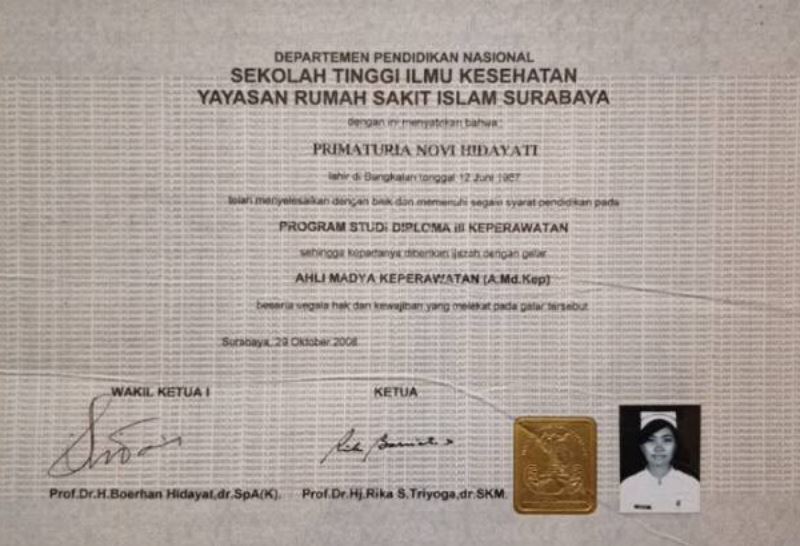 DEPARTEMEN PENDIDIKAN NASIONAL
SEKOLAH TINGGI ILMU KESEHATAN
YAYASAN RUMAH SAKIT ISLAM SURABAYA
dengan ini menyatakan bahwa :
PRIMATURIA NOVI HIDAYATI
lahir di Bangkalan tanggal 12 Juni 1987
telah menyelesaikan dengan baik dan memenuhi segala syarat pendidikan pada
PROGRAM STUDI DIPLOMA III KEPERAWATAN
sehingga kepadanya diberikan ijazah dengan gelar
AHLI MADYA KEPERAWATAN (A.Md.Kep)
beserta segala hak dan kewajiban yang melekat pada gelar tersebut
Surabaya, 29 Oktober 2008
WAKIL KETUA I KETUA
Prof.Dr.H.Boerhan Hidayat,dr.SpA(K). Prof.Dr.Hj.Rika S.Triyoga,dr.SKM.